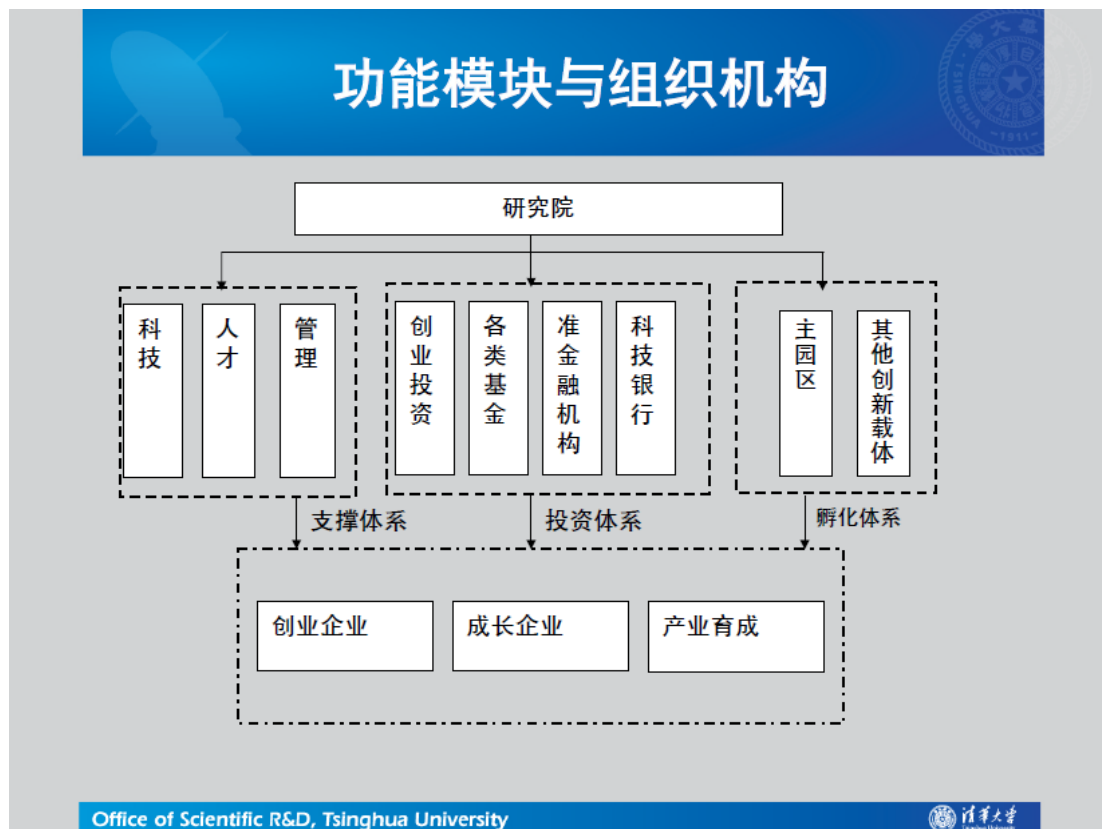 功能模块与组织机构
研究院
科技
人才
管理
创业投资
各类基金
准金融机构
科技银行
主园区
其他创新载体
支撑体系
投资体系
孵化体系
创业企业
成长企业
产业育成
Office of Scientific R&D, Tsinghua University
清华大学
Tsinghua University